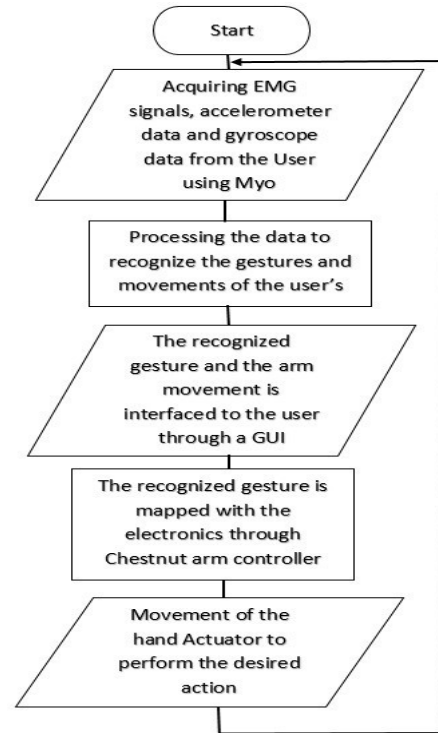 Start
Acquiring EMG
signals, accelerometer
data and gyroscope
data from the User
using Myo
Processing the data to
recognize the gestures and
movements of the user's
The recognized
gesture and the arm
movement is
interfaced to the user
through a GUI
The recognized gesture is
mapped with the
electronics through
Chestnut arm controller
Movement of the
hand Actuator to
perform the desired
action